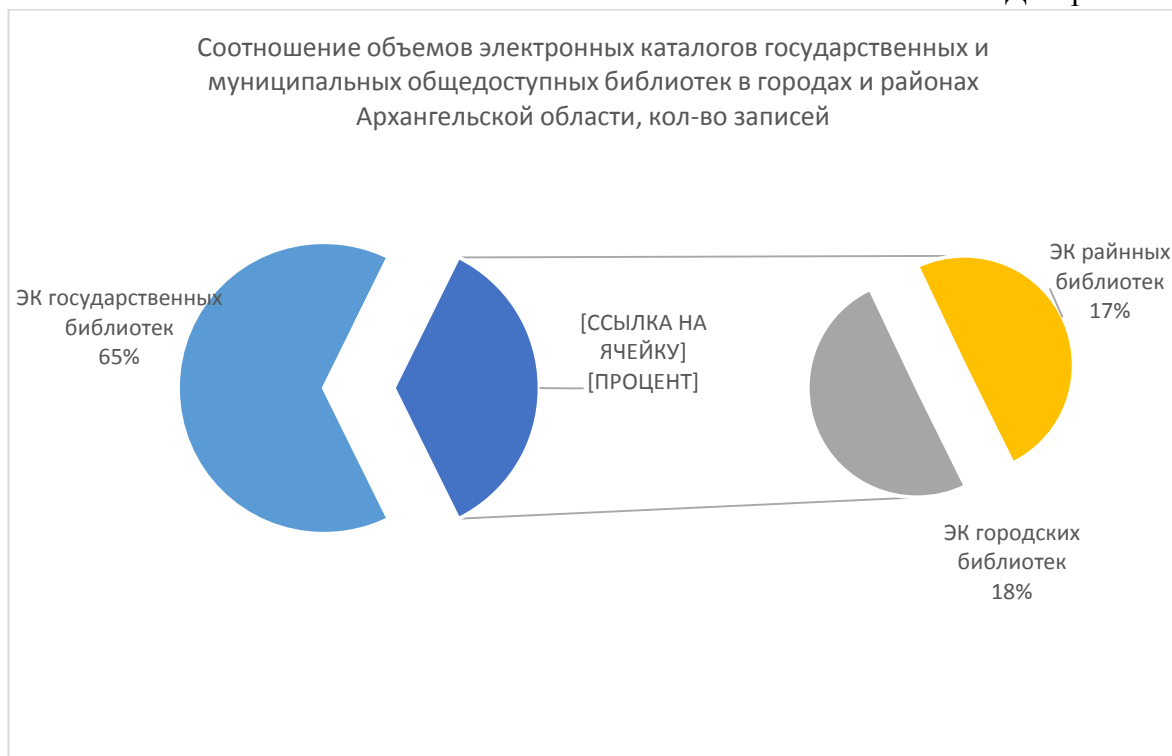 Соотношение объемов электронных каталогов государственных и
муниципальных общедоступных библиотек в городах и районах
Архангельской области, кол-во записей
ЭК государственных
библиотек
65%
[ССЫЛКА НА
ЯЧЕЙКУ]
[ПРОЦЕНТ]
ЭК райнных
библиотек
17%
ЭК городских
библиотек
18%